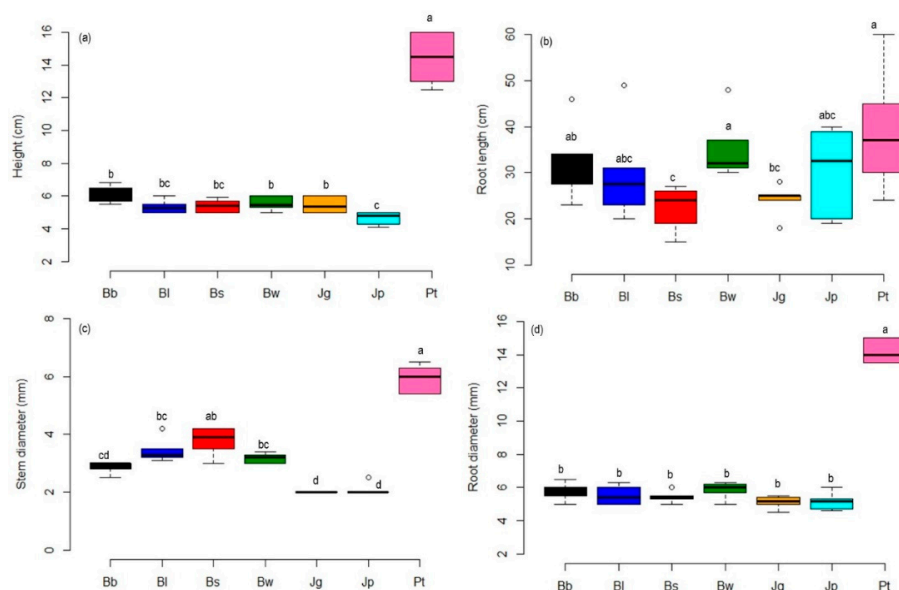 (a)
Height (cm)
16
14
12
10
8
6
4
2
b
bc
bc
b
b
c
a
Bb Bl Bs Bw Jg Jp Pt
(b)
Root length (cm)
60
50
40
30
20
10
ab
abc
c
a
bc
abc
a
Bb Bl Bs Bw Jg Jp Pt
(c)
Stem diameter (mm)
8
6
4
2
0
cd
bc
ab
bc
d
d
a
Bb Bl Bs Bw Jg Jp Pt
(d)
Root diameter (mm)
16
14
12
10
8
6
4
2
b
b
b
b
b
b
a
Bb Bl Bs Bw Jg Jp Pt